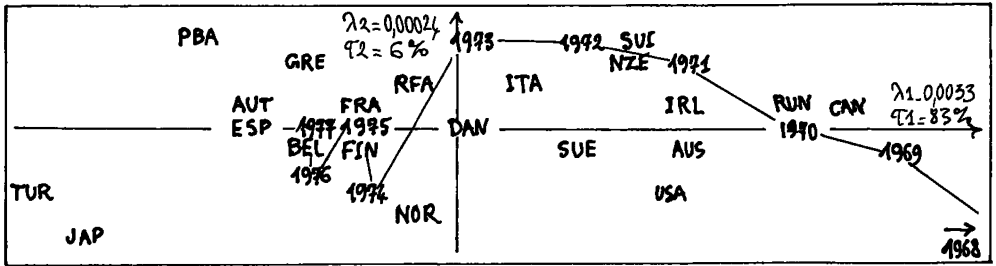 PBA
λ2=0,00024
τ2=6%
1973
1972
SUI
GRE
NZE
1971
RFA
ITA
λ1_0,0033
AUT
FRA
IRL
RUN
CAN
τ1=83%
ESP
1977
1975
DAN
1970
BEL
FIN
SUE
AUS
1969
1976
1974
TUR
USA
NOR
JAP
1968